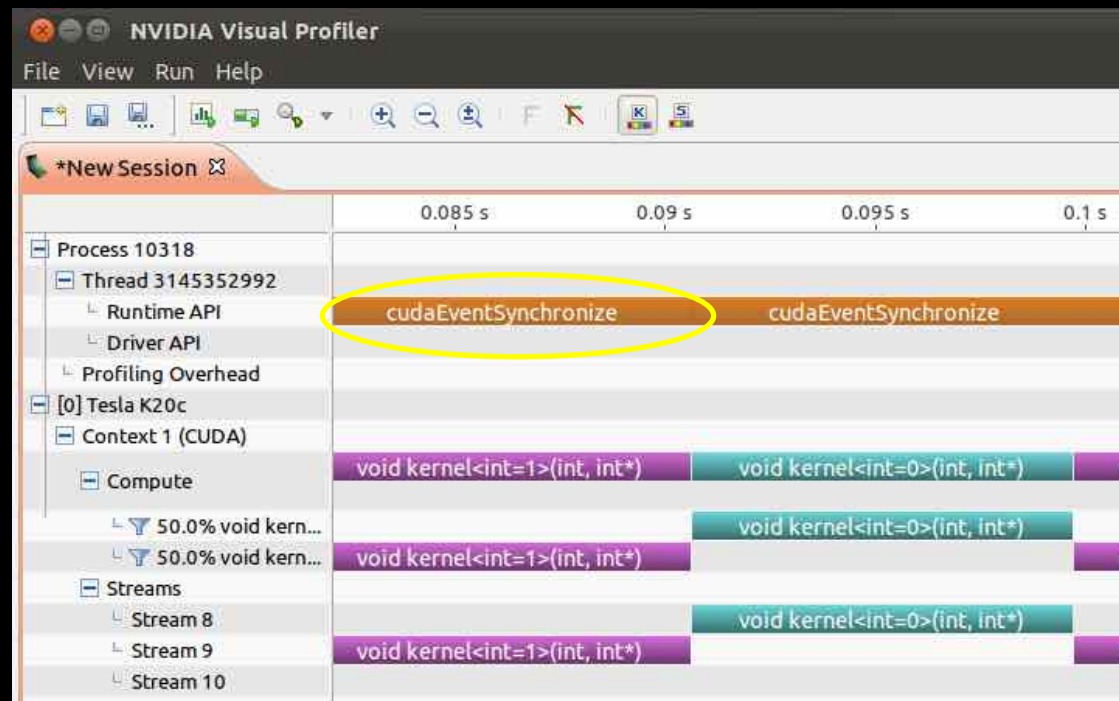 NVIDIA Visual Profiler
File View Run Help
*New Session
0.085 s 0.09 s 0.095 s 0.1 s
Process 10318
Thread 3145352992
Runtime API cudaEventSynchronize cudaEventSynchronize
Driver API
Profiling Overhead
[0] Tesla K20c
Context 1 (CUDA)
Compute void kernel<int=1>(int, int*) void kernel<int=0>(int, int*)
50.0% void kern... void kernel<int=0>(int, int*)
50.0% void kern... void kernel<int=1>(int, int*)
Streams
Stream 8 void kernel<int=0>(int, int*)
Stream 9 void kernel<int=1>(int, int*)
Stream 10